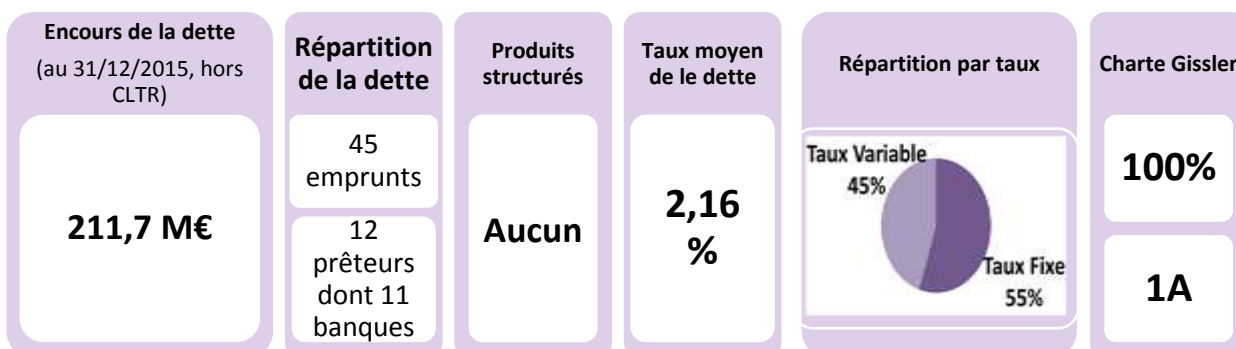 Encours de la dette
(au 31/12/2015, hors
CLTR)
211,7 M€
Répartition
de la dette
45
emprunts
12
prêteurs
dont 11
banques
Produits
structurés
Aucun
Taux moyen
de le dette
2,16
%
Répartition par taux
Taux Variable
45%
Taux Fixe
55%
Charte Gissler
100%
1A